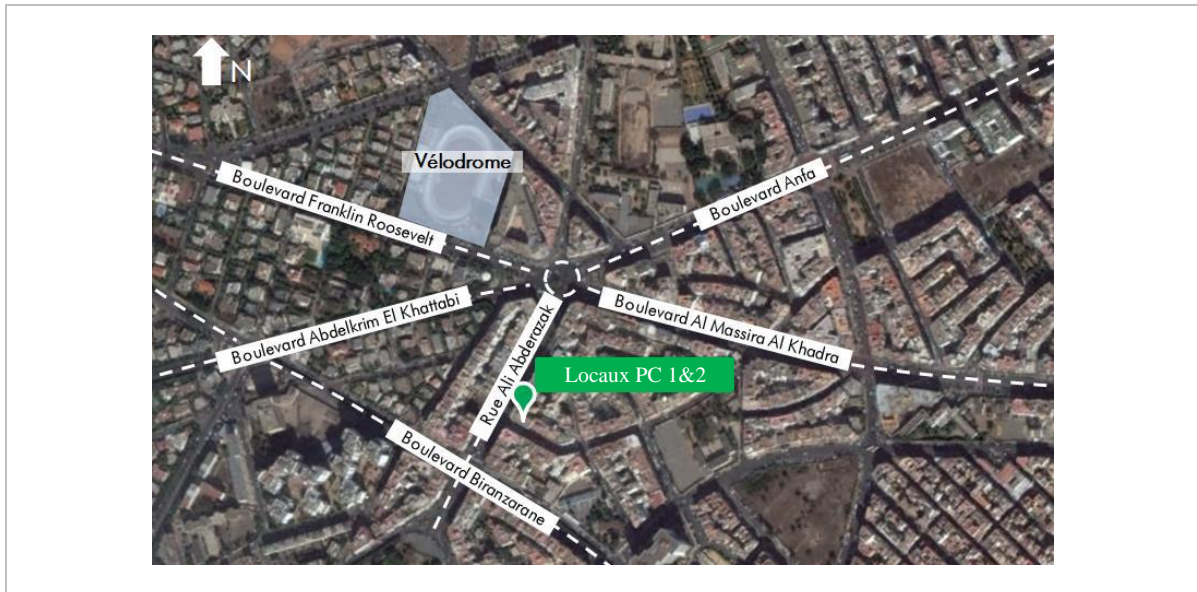 N
Vélodrome
Boulevard Franklin Roosevelt
Boulevard Anfa
Boulevard Abdelkrim El Khattabi
Boulevard Al Massira Al Khadra
Rue Ali Abderazak
Locaux PC 1&2
Boulevard Biranzarane